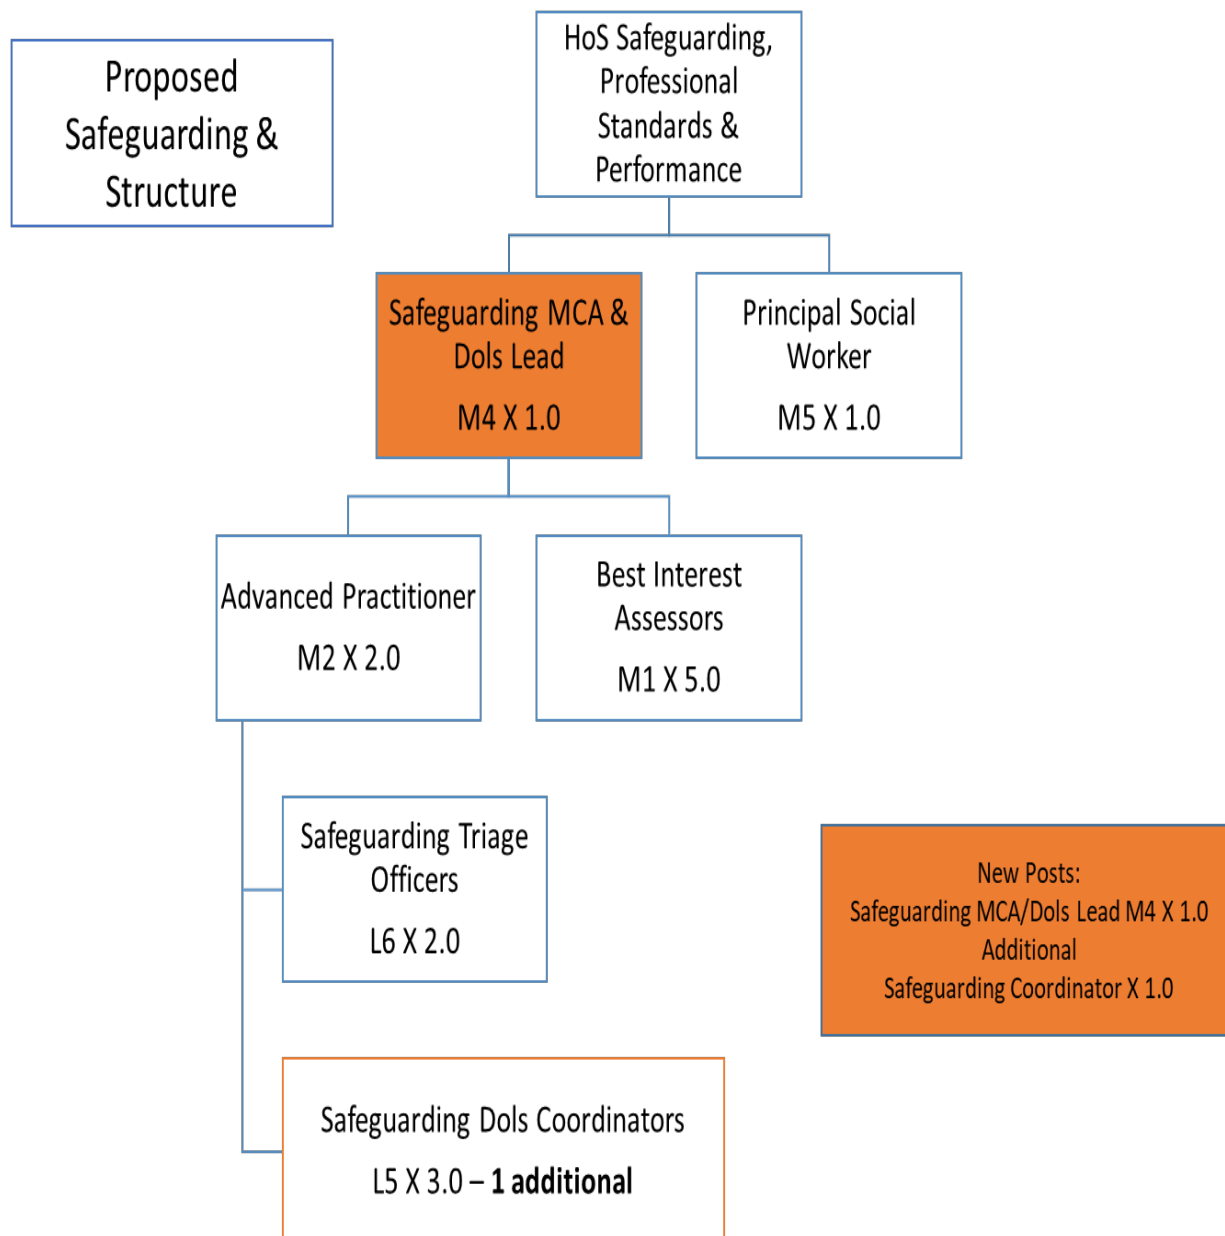 Proposed
Safeguarding &
Structure
HoS Safeguarding,
Professional
Standards &
Performance
Safeguarding MCA &
Dols Lead
M4 X 1.0
Principal Social
Worker
M5 X 1.0
Advanced Practitioner
M2 X 2.0
Best Interest
Assessors
M1 X 5.0
Safeguarding Triage
Officers
L6 X 2.0
New Posts:
Safeguarding MCA/Dols Lead M4 X 1.0
Additional
Safeguarding Coordinator X 1.0
Safeguarding Dols Coordinators
L5 X 3.0 – 1 additional